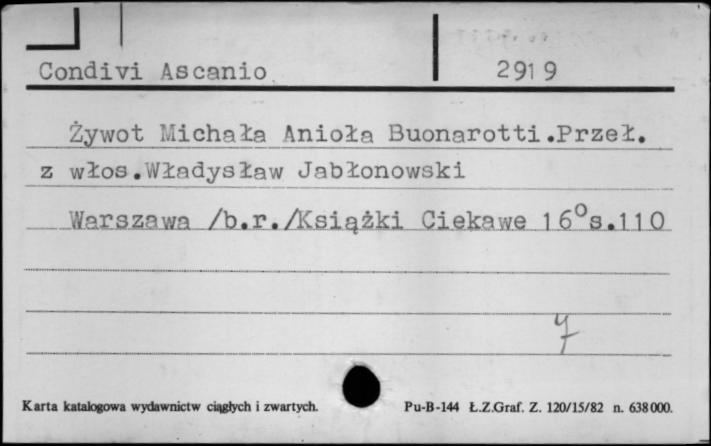 Condivi Ascanio 2919
Żywot Michała Anioła Buonarotti.Przeł.
z włos.Władysław Jabłonowski
Warszawa /b.r./Książki Ciekawe 16°s.110
Karta katalogowa wydawnictw ciągłych i zwartych. Pu-B-144 Ł.Z.Graf. Z. 120/15/82 n. 638000.